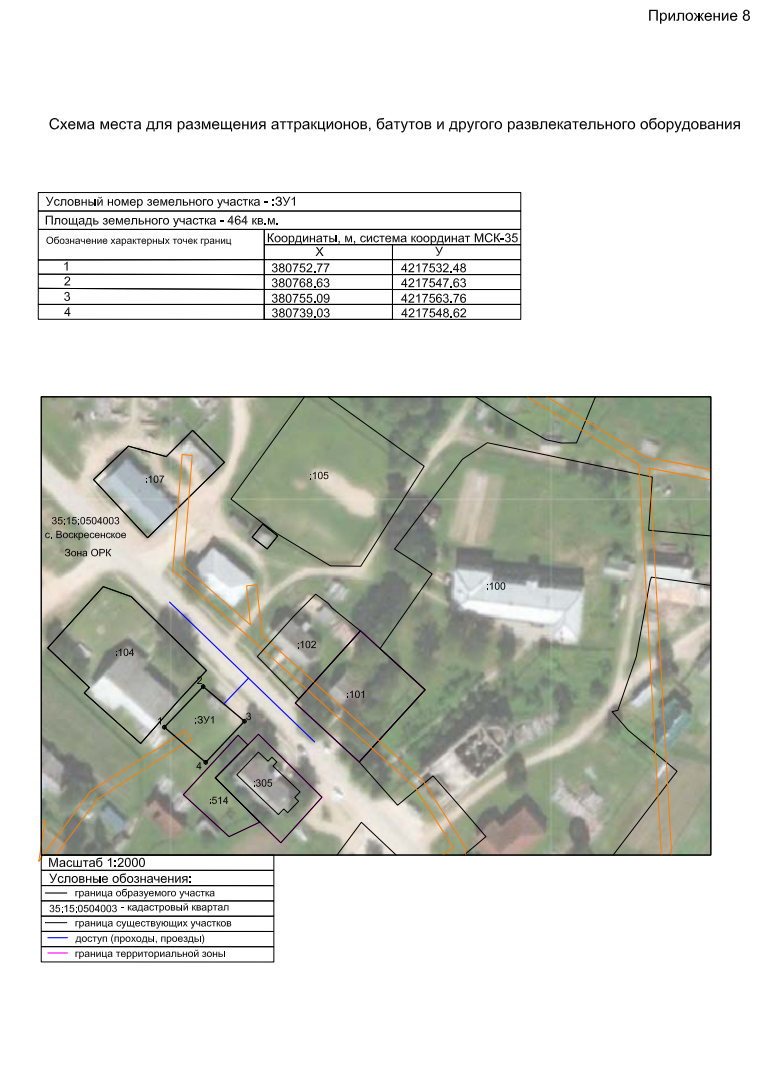 Приложение 8
Схема места для размещения аттракционов, батутов и другого развлекательного оборудования
Условный номер земельного участка - :ЗУ1
Площадь земельного участка - 464 кв.м.
Обозначение характерных точек границ
Координаты, м, система координат МСК-35
X У
1 380752.77 4217532.48
2 380768.63 4217547.63
3 380755.09 4217563.76
4 380739.03 4217548.62
:107
:105
35:15:0504003
с. Воскресенское
Зона ОРК
:100
:102
:104
:101
2
:ЗУ1
3
1
4
:305
:514
Масштаб 1:2000
Условные обозначения:
граница образуемого участка
35:15:0504003 - кадастровый квартал
граница существующих участков
доступ (проходы, проезды)
граница территориальной зоны